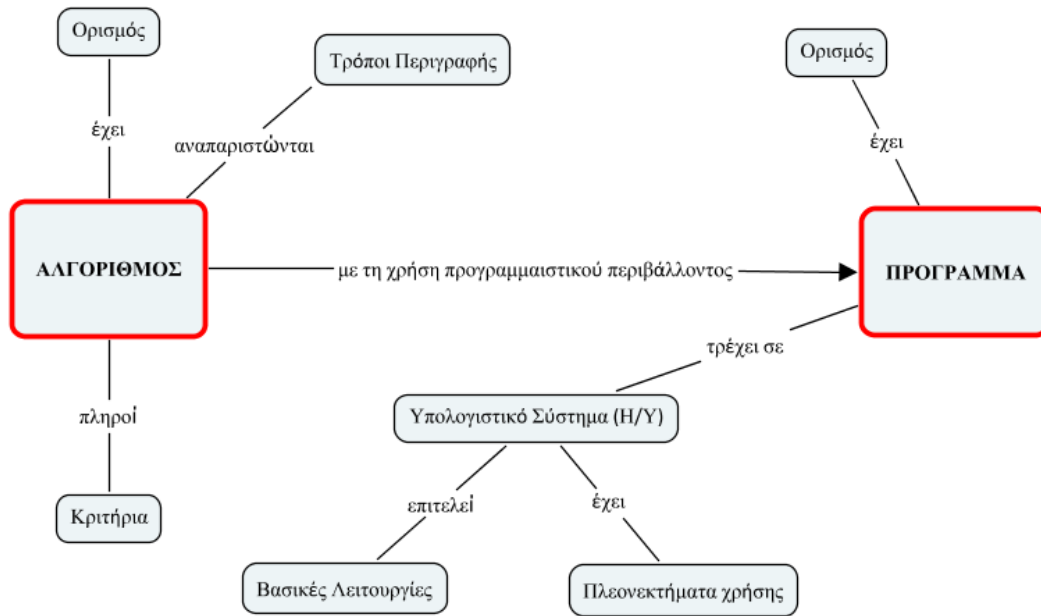 Ορισμός
Τρόποι Περιγραφής
Ορισμός
έχει
αναπαριστώνται
έχει
ΑΛΓΟΡΙΘΜΟΣ
με τη χρήση προγραμμαιστικού περιβάλλοντος
ΠΡΟΓΡΑΜΜΑ
τρέχει σε
πληροί
Υπολογιστικό Σύστημα (Η/Υ)
επιτελεί
έχει
Κριτήρια
Βασικές Λειτουργίες
Πλεονεκτήματα χρήσης